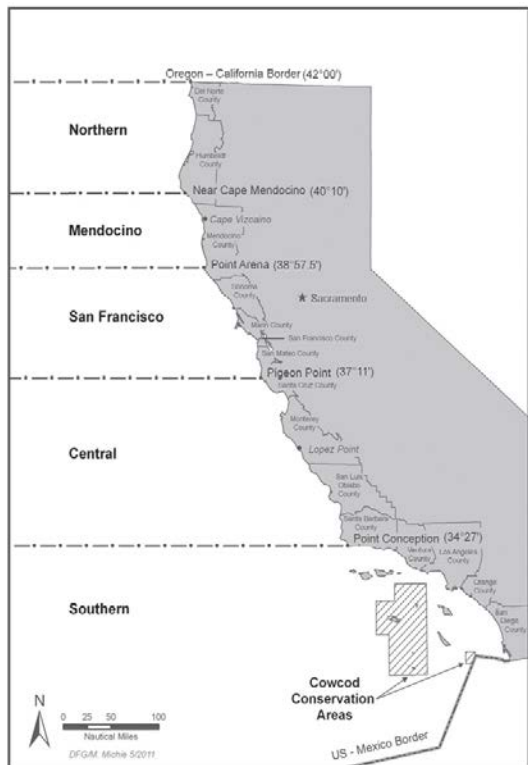 Oregon – California Border (42°00')
Del Norte
County
Northern
Humboldt
County
Near Cape Mendocino (40°10')
Cape Vizcaino
Mendocino
Mendocino
County
Point Arena (38°57.5')
Sonoma
County
Sacramento
Marin County
San Francisco
San Francisco County
San Mateo County
Pigeon Point (37°11')
Santa Cruz County
Monterey
County
Lopez Point
Central
San Luis
Obispo
County
Santa Barbara
County
Point Conception (34°27')
Ventura
County
Los Angeles
County
Orange
County
Southern
San
Diego
County
Cowcod
Conservation
Areas
N
0 25 50 100
Nautical Miles
US - Mexico Border
DFG/M. Michie 5/2011